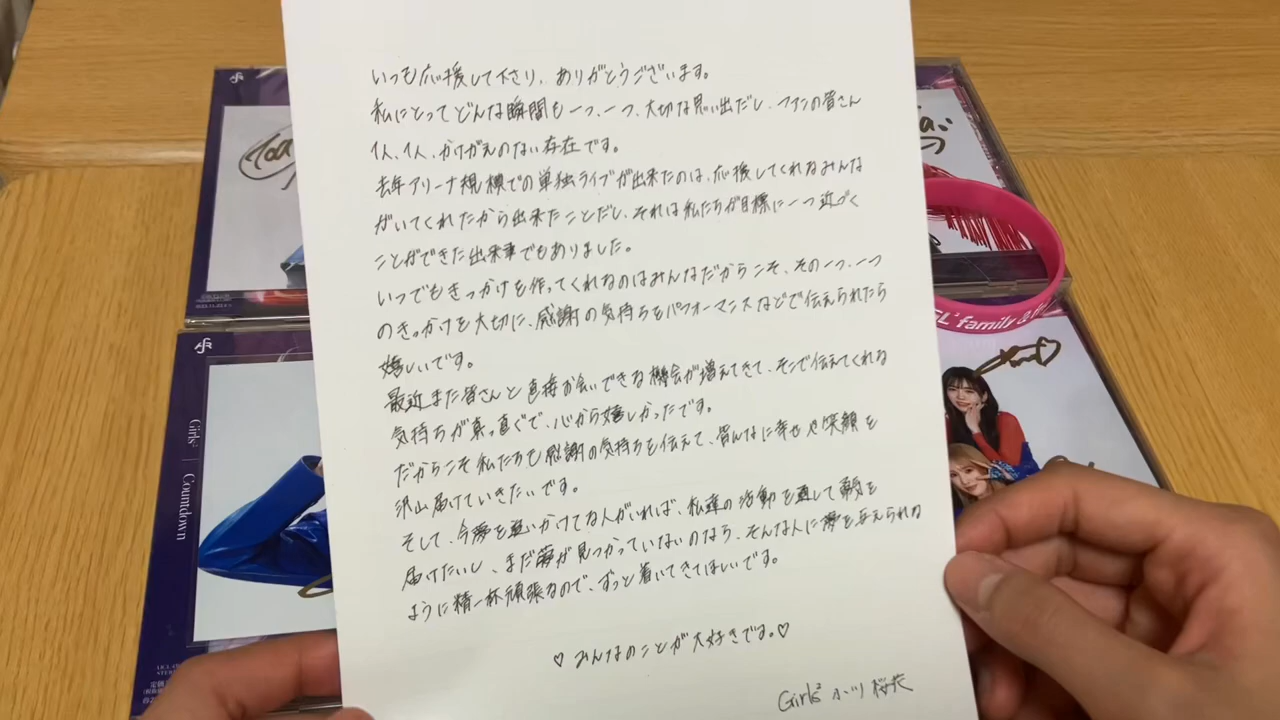 いつも応援して下さり、ありがとうございます。
私にとってどんな瞬間も一つ、一つ、大切な思い出だし、ファンの皆さん
1人、1人、かけがえのない存在です。
去年アリーナ規模での単独ライブが出来たのは、応援してくれるみんな
がいてくれたから出来たことだし、それは私たちが目標に一つ近づく
ことができた出来事でもありました。
いつでもきっかけを作ってくれるのはみんなだからこそ、その一つ、一つ
のきっかけを大切に、感謝の気持ちをパフォーマンスなどで伝えられたら
嬉しいです。
最近また皆さんと直接お会いできる機会が増えてきて、そこで伝えてくれる
気持ちが真っ直ぐで、心から嬉しかったです。
だからこそ私たちも感謝の気持ちを伝えて、皆んなに幸せや笑顔を
沢山届けていきたいです。
そして、今夢を追いかけてる人がいれば、私達の活動を通して勇気を
届けたいし、まだ夢が見つかっていないのなら、そんな人に夢を与えられる
ように精一杯頑張るので、ずっと着いてきてほしいです。
♡ みんなのことが大好きです。♡
Girls² 小川桜花
Girls² | Countdown
family